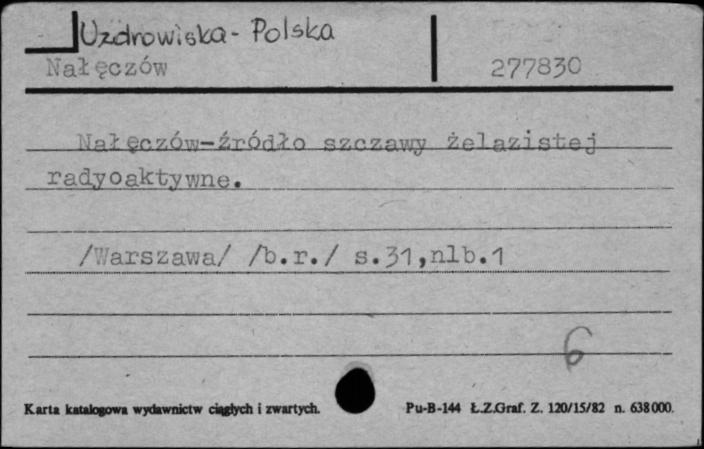 Uzdrowiska - Polska
Nałęczów 277830
Nałęczów-źródło szczawy żelazistej
radyoaktywne.
/Warszawa/ /b.r./ s.31,nlb.1
6
Karta katalogowa wydawnictw ciągłych i zwartych. Pu-B-144 Ł.Z.Graf. Z. 120/15/82 n. 638000.